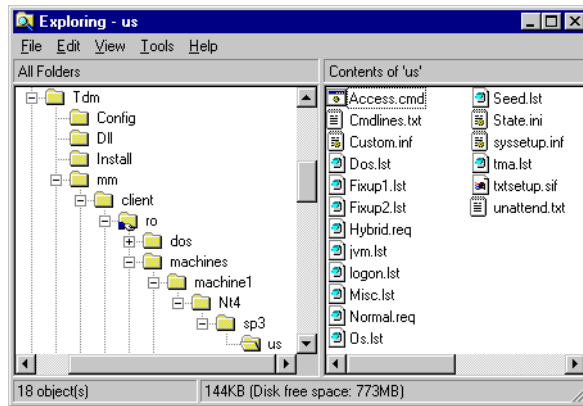 Exploring - us
File Edit View Tools Help
All Folders
Contents of 'us'
Tdm
Config
Dll
Install
mm
client
ro
dos
machines
machine1
Nt4
sp3
us
Access.cmd
Cmdlines.txt
Custom.inf
Dos.lst
Fixup1.lst
Fixup2.lst
Hybrid.req
jvm.lst
logon.lst
Misc.lst
Normal.req
Os.lst
Seed.lst
State.ini
syssetup.inf
tma.lst
txtsetup.sif
unattend.txt
18 object(s)
144KB (Disk free space: 773MB)